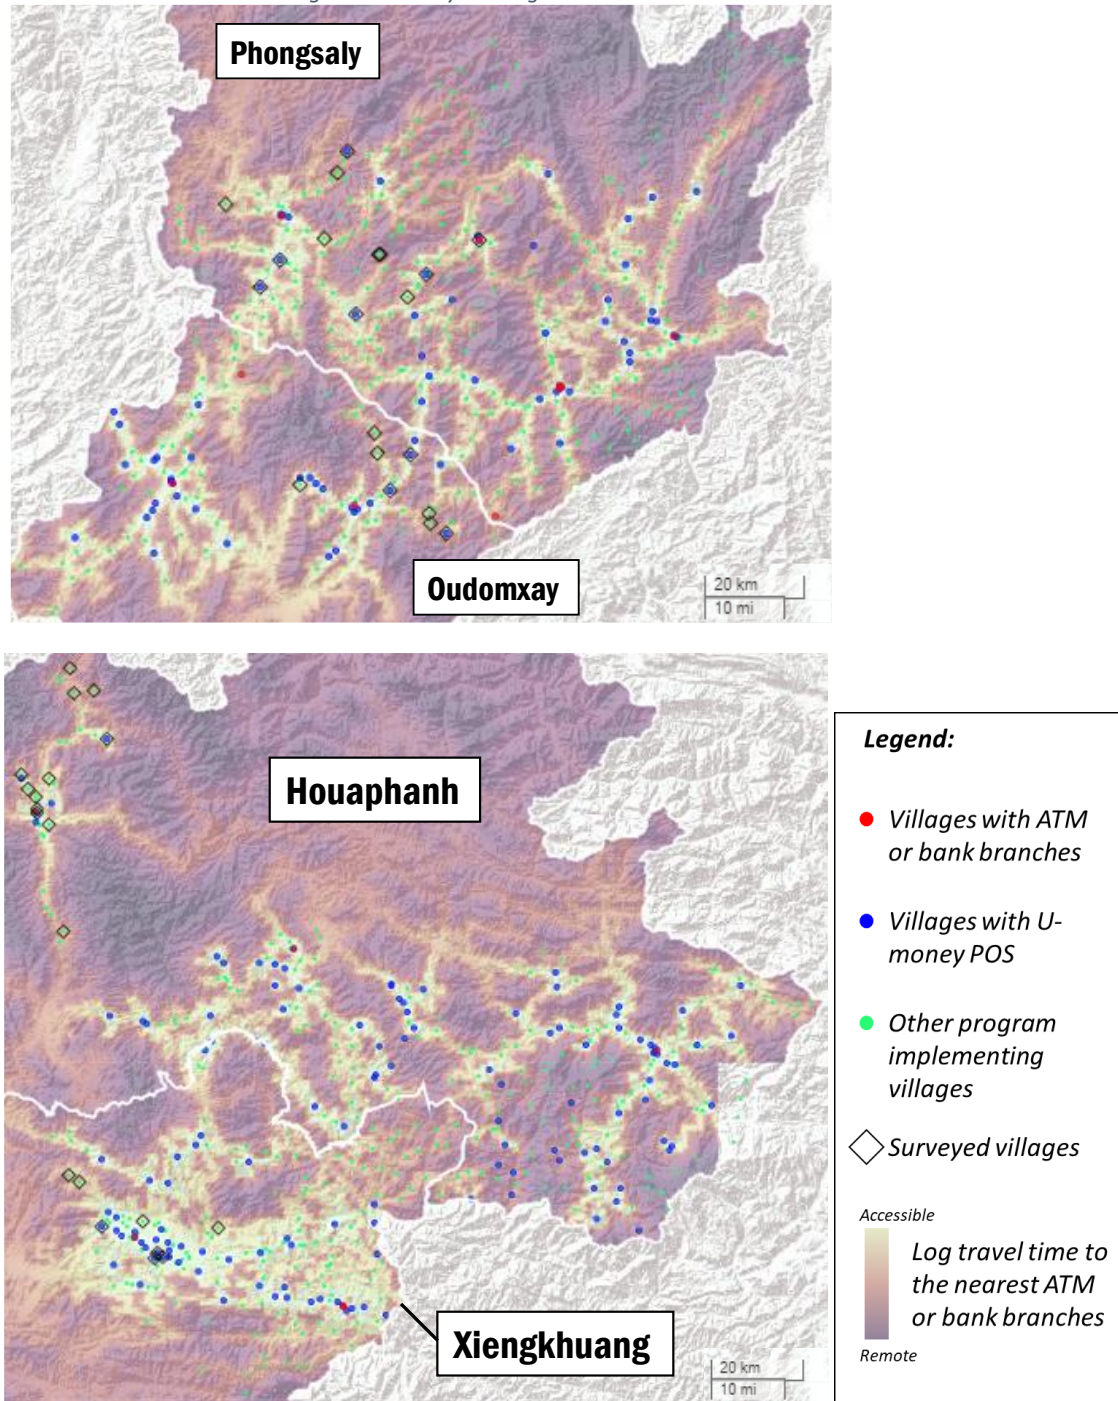 Phongsaly
Oudomxay
20 km
10 mi
Houaphanh
Xiengkhuang
20 km
10 mi
Legend:
Villages with ATM
or bank branches
Villages with U-
money POS
Other program
implementing
villages
Surveyed villages
Accessible
Log travel time to
the nearest ATM
or bank branches
Remote